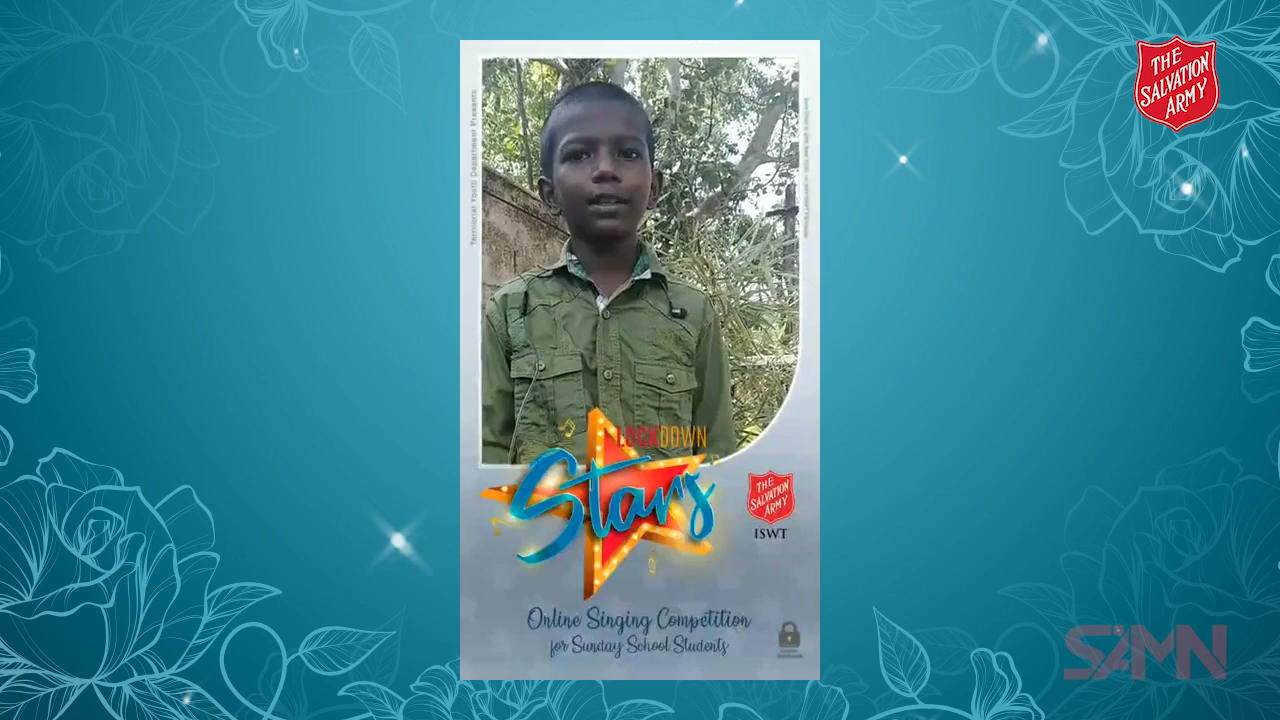 THE
SALVATION
ARMY
Territorial Youth Department Presents
LOCKDOWN
Stars
THE
SALVATION
ARMY
ISWT
Online Singing Competition
for Sunday School Students
SAMN